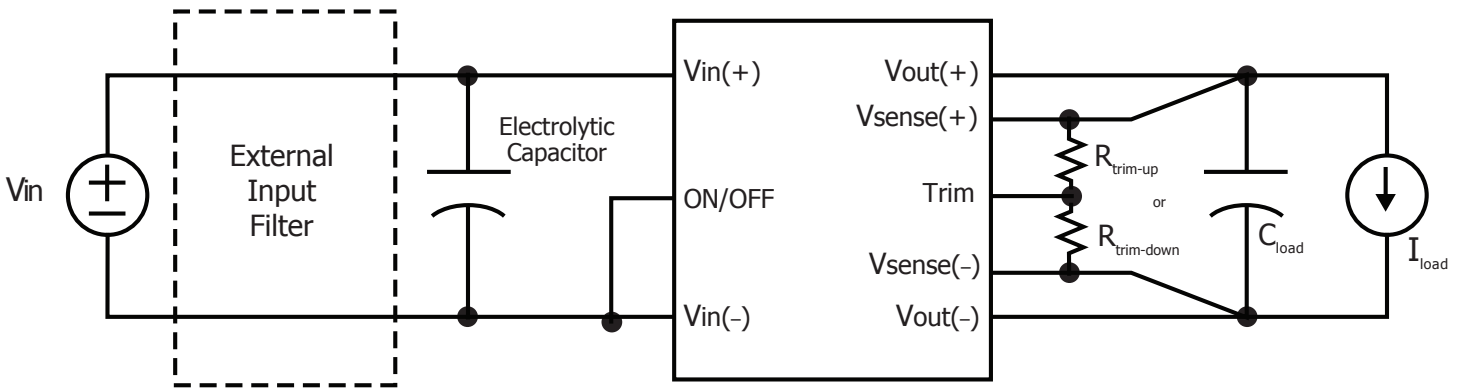 Vin
External
Input
Filter
Electrolytic
Capacitor
Vin(+)
ON/OFF
Vin(–)
Vout(+)
Vsense(+)
Trim
Vsense(–)
Vout(–)
Rtrim-up
or
Rtrim-down
Cload
Iload